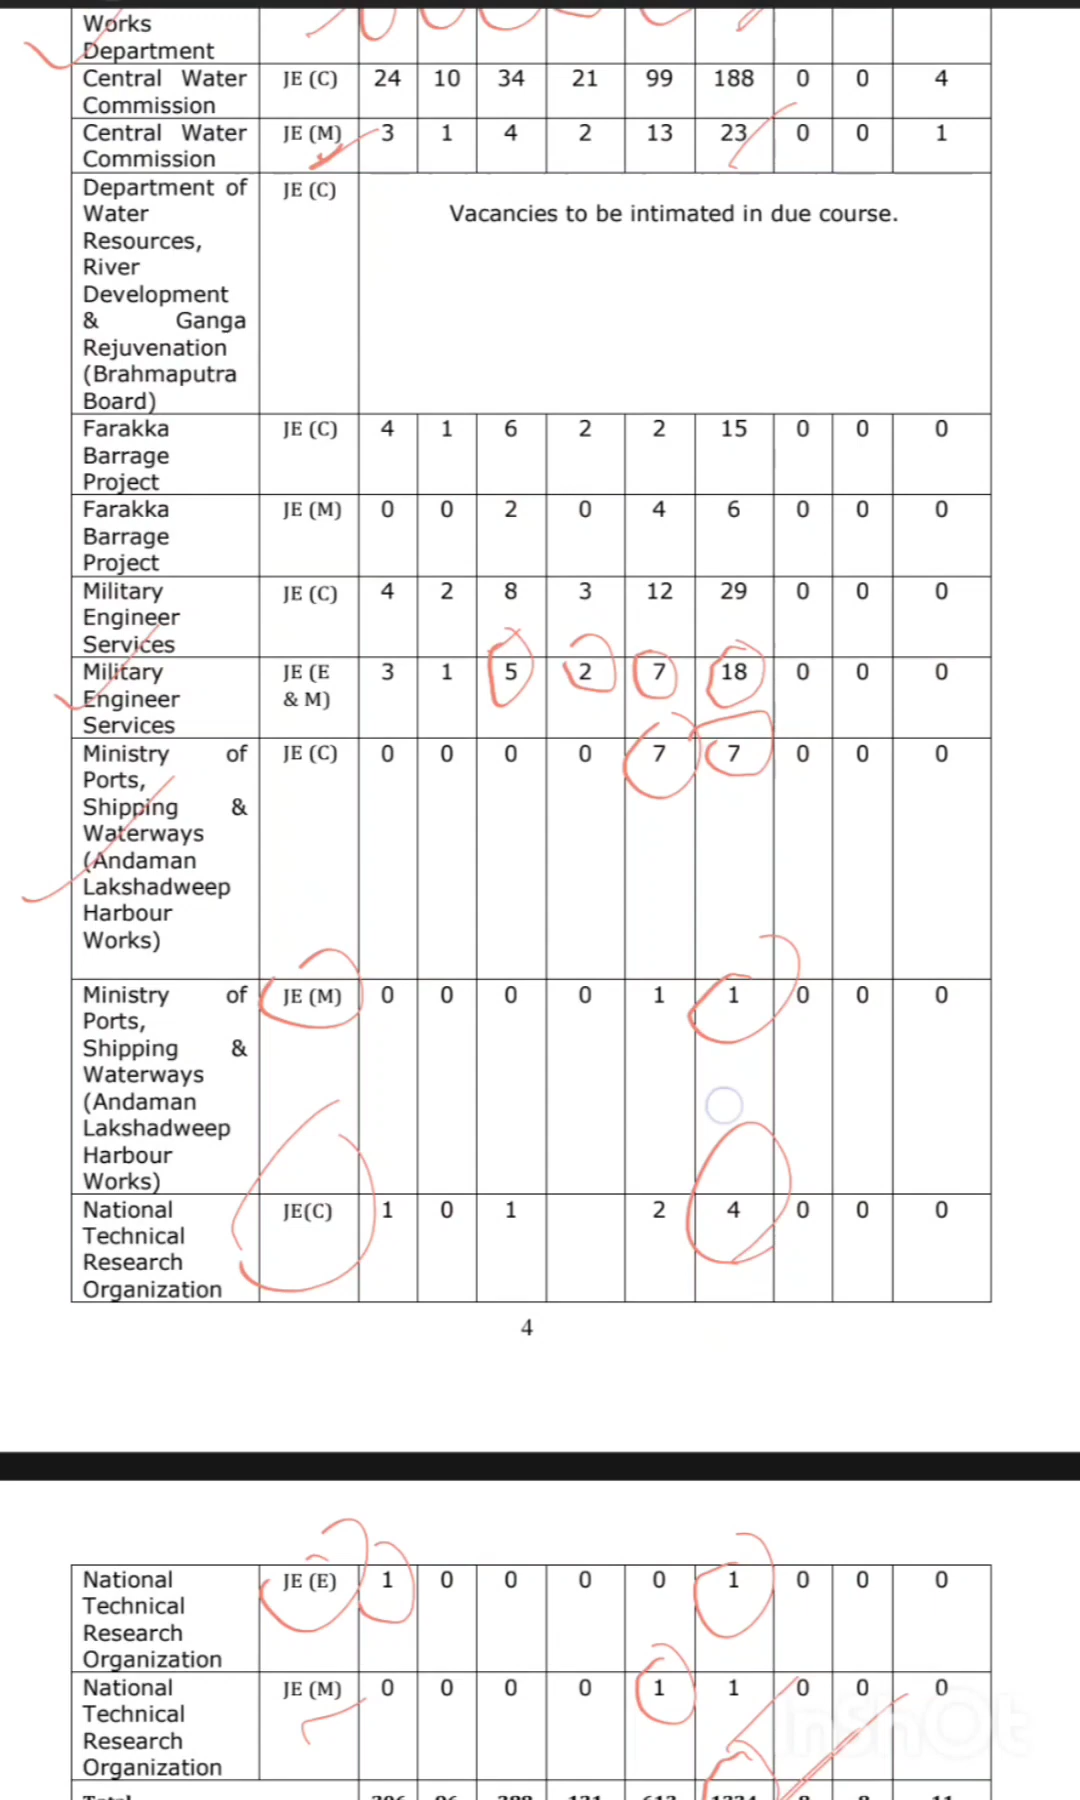 Works
Department
Central Water JE (C) 24 10 34 21 99 188 0 0 4
Commission
Central Water JE (M) 3 1 4 2 13 23 0 0 1
Commission
Department of JE (C)
Water Vacancies to be intimated in due course.
Resources,
River
Development
& Ganga
Rejuvenation
(Brahmaputra
Board)
Farakka JE (C) 4 1 6 2 2 15 0 0 0
Barrage
Project
Farakka JE (M) 0 0 2 0 4 6 0 0 0
Barrage
Project
Military JE (C) 4 2 8 3 12 29 0 0 0
Engineer
Services
Military JE (E 3 1 5 2 7 18 0 0 0
Engineer & M)
Services
Ministry of JE (C) 0 0 0 0 7 7 0 0 0
Ports,
Shipping &
Waterways
(Andaman
Lakshadweep
Harbour
Works)
Ministry of JE (M) 0 0 0 0 1 1 0 0 0
Ports,
Shipping &
Waterways
(Andaman
Lakshadweep
Harbour
Works)
National JE(C) 1 0 1 2 4 0 0 0
Technical
Research
Organization
4
National JE (E) 1 0 0 0 0 1 0 0 0
Technical
Research
Organization
National JE (M) 0 0 0 0 1 1 0 0 0
Technical
Research
Organization
InShOt